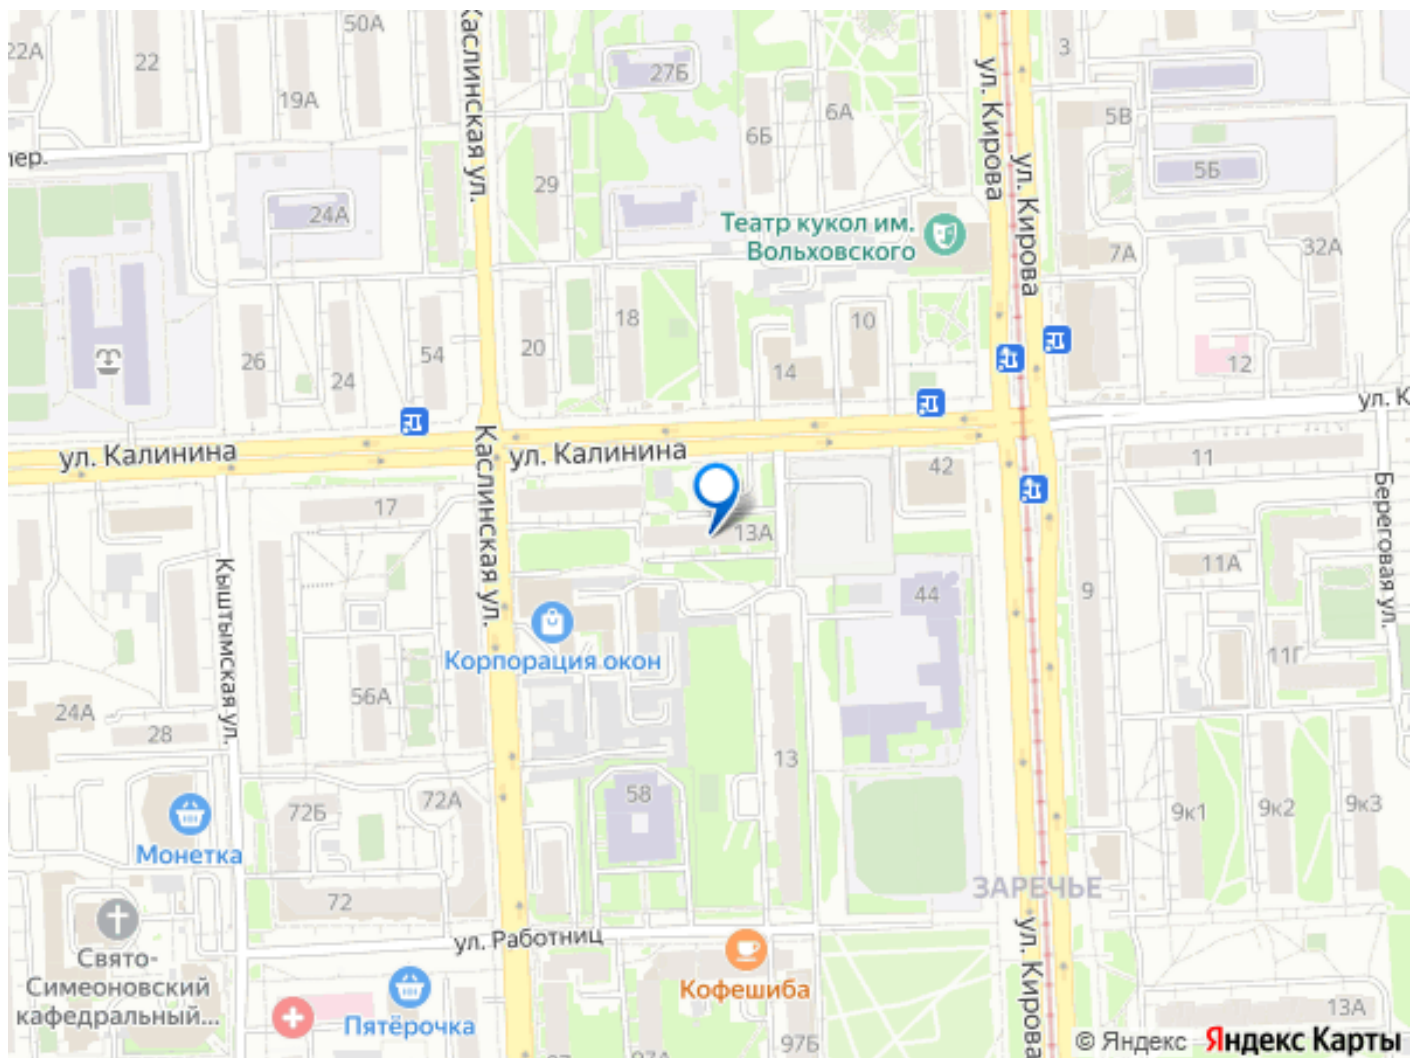 50А
22А
22
19А
Каслинская ул.
27Б
6А
6Б
ул. Кирова
3
5В
5Б
ул. Кирова
пер.
24А
29
Театр кукол им.
Вольховского
7А
32А
26
24
54
20
18
14
10
12
ул. К
ул. Калинина
Каслинская ул.
ул. Калинина
42
11
Береговая ул.
17
13А
Кыштымская ул.
11А
44
9
Корпорация окон
11Г
56А
24А
28
13
72Б
72А
58
9к1
9к2
9к3
Монетка
ЗАРЕЧЬЕ
72
ул. Работниц
ул. Кирова
Свято-
Симеоновский
кафедральный...
Кофешиба
Пятёрочка
97Б
97А
13А
© Яндекс Яндекс Карты